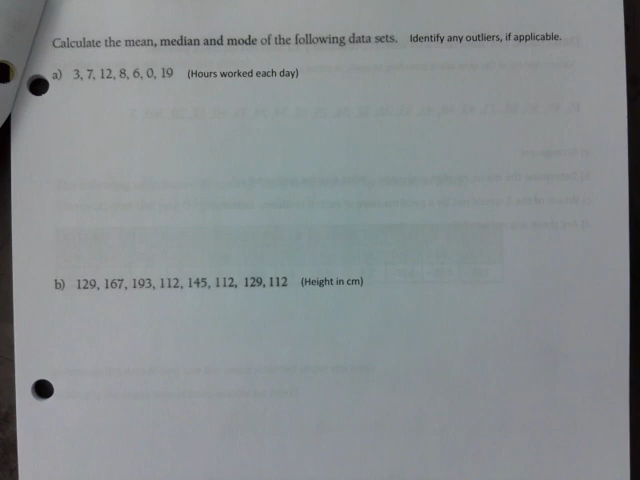 Calculate the mean, median and mode of the following data sets. Identify any outliers, if applicable.
a) 3, 7, 12, 8, 6, 0, 19 (Hours worked each day)
b) 129, 167, 193, 112, 145, 112, 129, 112 (Height in cm)